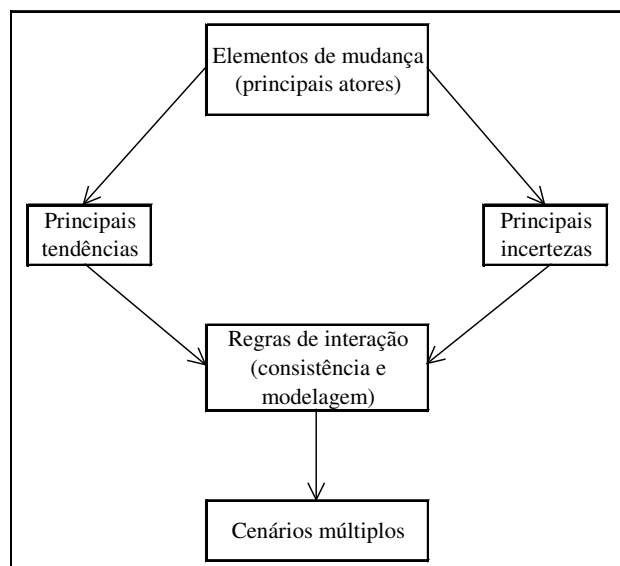 Elementos de mudança
(principais atores)
Principais
tendências
Principais
incertezas
Regras de interação
(consistência e
modelagem)
Cenários múltiplos